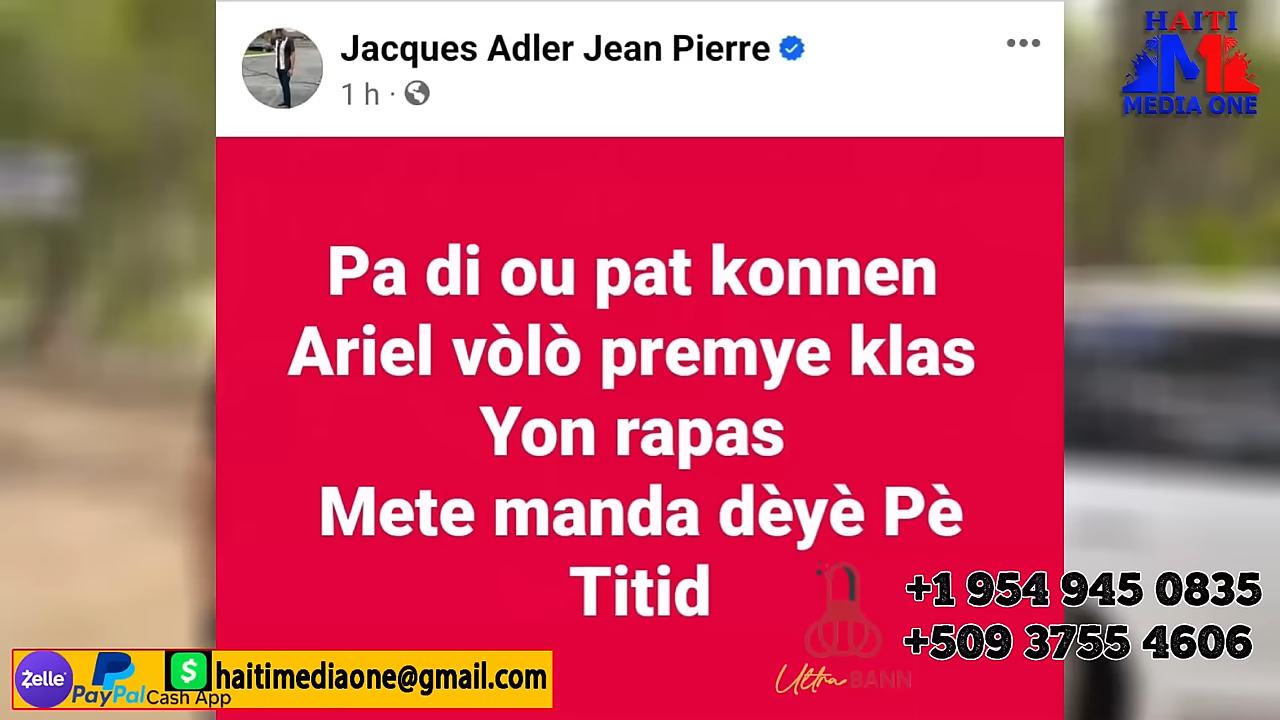 Jacques Adler Jean Pierre
1 h ·
HAITI
MEDIA ONE
Pa di ou pat konnen
Ariel vòlò premye klas
Yon rapas
Mete manda dèyè Pè
Titid
+1 954 945 0835
+509 3755 4606
Ultra BANN
Zelle
PayPal
Cash App
haitimediaone@gmail.com